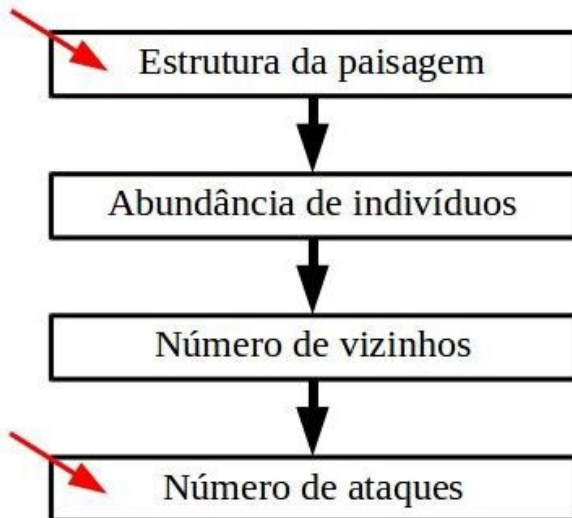 Estrutura da paisagem
Abundância de indivíduos
Número de vizinhos
Número de ataques